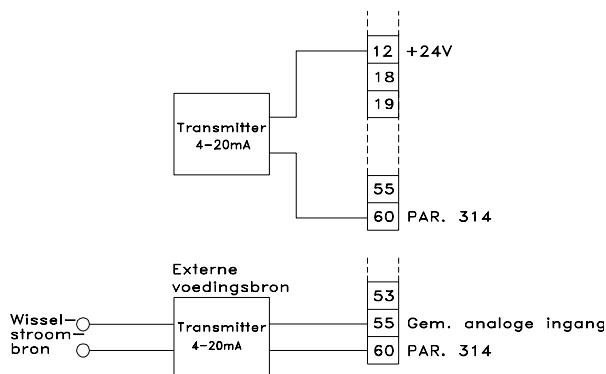 12 +24V
18
19
Transmitter
4-20mA
55
60 PAR. 314
Externe
voedingsbron
53
Wissel-
stroom-
bron
Transmitter
4-20mA
55 Gem. analoge ingang
60 PAR. 314